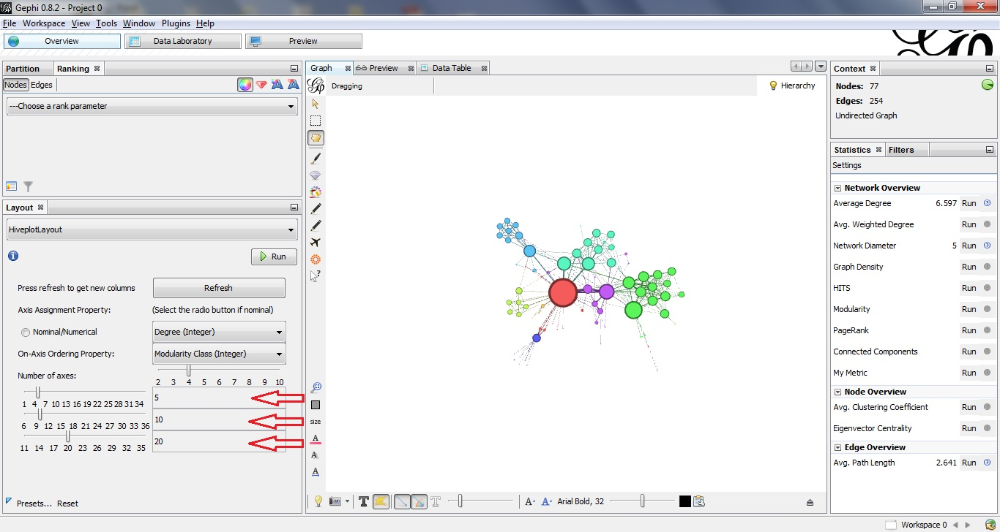 Gephi 0.8.2 - Project 0
File Workspace View Tools Window Plugins Help
Overview Data Laboratory Preview
Partition Ranking
Nodes Edges
---Choose a rank parameter
Layout
HiveplotLayout
Run
Press refresh to get new columns Refresh
Axis Assignment Property: (Select the radio button if nominal)
Nominal/Numerical Degree (Integer)
On-Axis Ordering Property: Modularity Class (Integer)
Number of axes:
2 3 4 5 6 7 8 9 10
1 4 7 10 13 16 19 22 25 28 31 34
5
6 9 12 15 18 21 24 27 30 33 36
10
11 14 17 20 23 26 29 32 35
20
Presets... Reset
Graph Preview Data Table
Dragging Hierarchy
size
Arial Bold, 32
Context
Nodes: 77
Edges: 254
Undirected Graph
Statistics Filters
Settings
Network Overview
Average Degree 6.597 Run
Avg. Weighted Degree Run
Network Diameter 5 Run
Graph Density Run
HITS Run
Modularity Run
PageRank Run
Connected Components Run
My Metric Run
Node Overview
Avg. Clustering Coefficient Run
Eigenvector Centrality Run
Edge Overview
Avg. Path Length 2.641 Run
Workspace 0